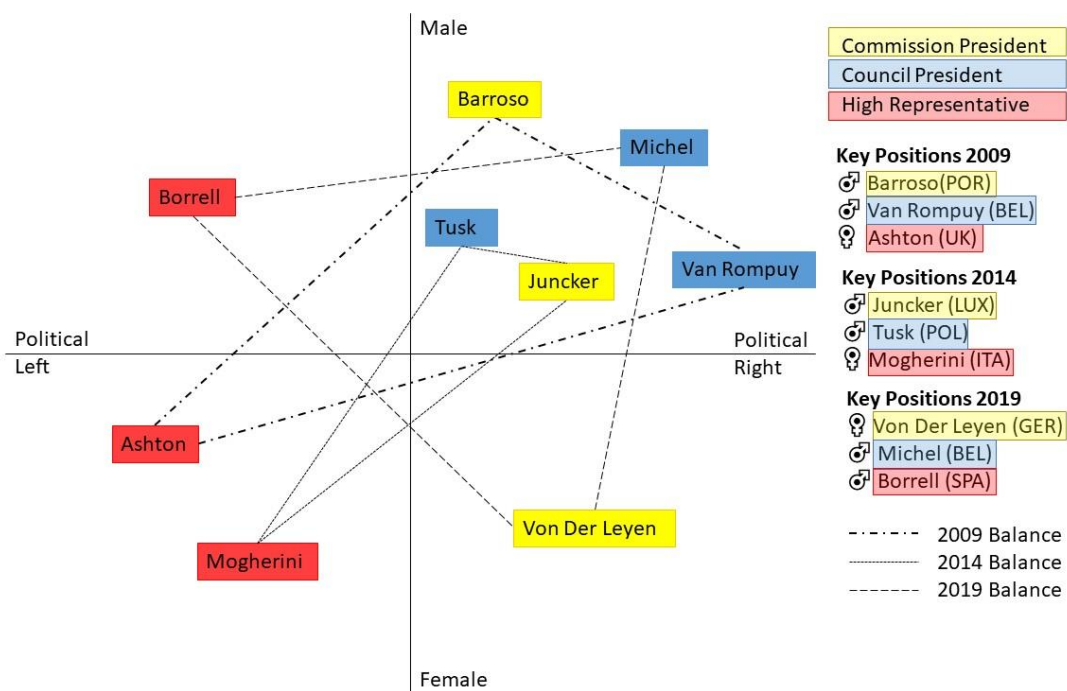 Male
Barroso
Michel
Borrell
Tusk
Van Rompuy
Juncker
Political
Left
Political
Right
Ashton
Von Der Leyen
Mogherini
Female
Commission President
Council President
High Representative
Key Positions 2009
Barroso(POR)
Van Rompuy (BEL)
Ashton (UK)
Key Positions 2014
Juncker (LUX)
Tusk (POL)
Mogherini (ITA)
Key Positions 2019
Von Der Leyen (GER)
Michel (BEL)
Borrell (SPA)
2009 Balance
2014 Balance
2019 Balance